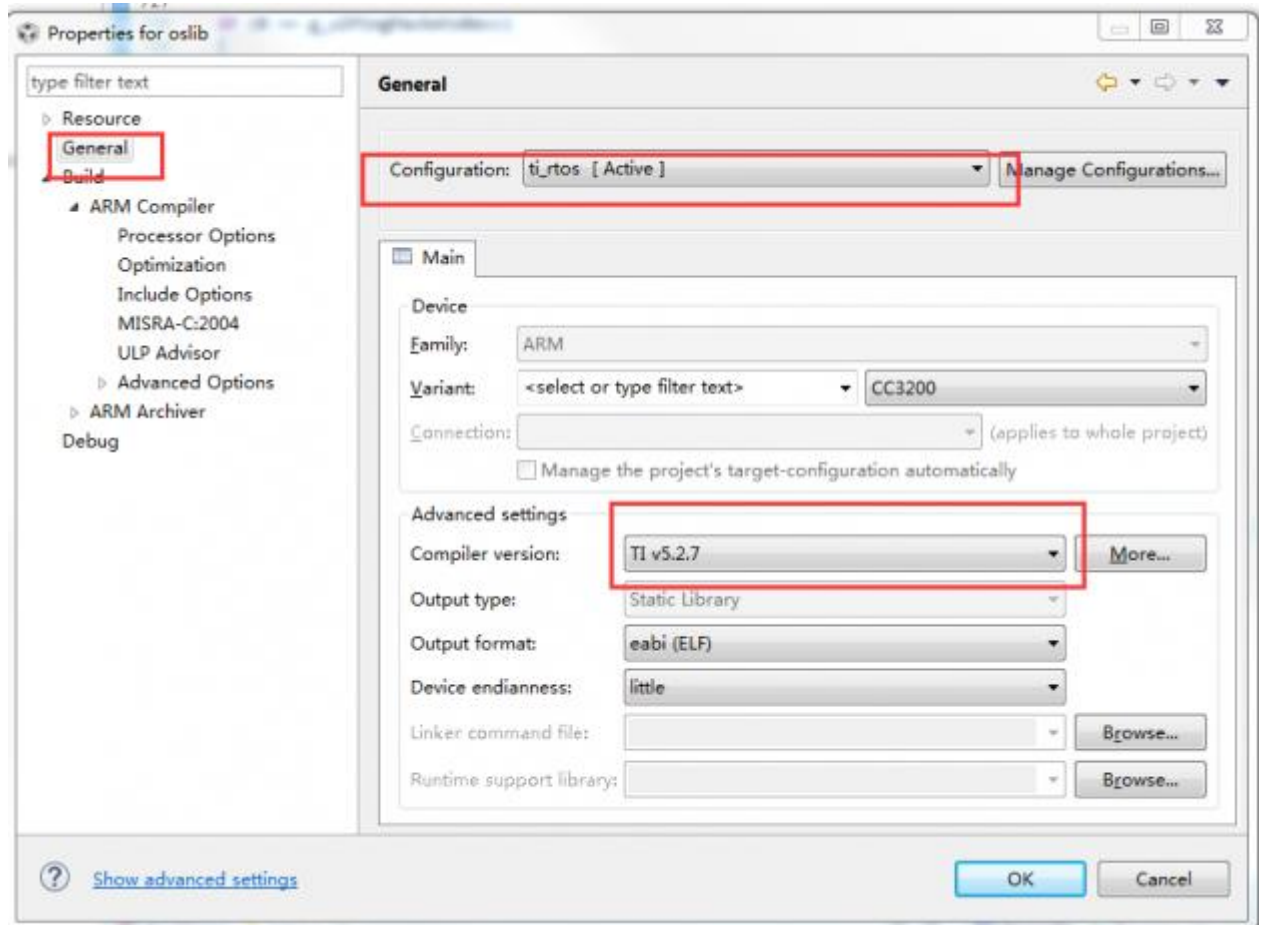 Properties for oslib
type filter text
General
Resource
General
Build
ARM Compiler
Processor Options
Optimization
Include Options
MISRA-C:2004
ULP Advisor
Advanced Options
ARM Archiver
Debug
Configuration: ti_rtos [ Active ] Manage Configurations...
Main
Device
Family: ARM
Variant: <select or type filter text> CC3200
Connection: (applies to whole project)
Manage the project's target-configuration automatically
Advanced settings
Compiler version: TI v5.2.7 More...
Output type: Static Library
Output format: eabi (ELF)
Device endianness: little
Linker command file: Browse...
Runtime support library: Browse...
? Show advanced settings OK Cancel